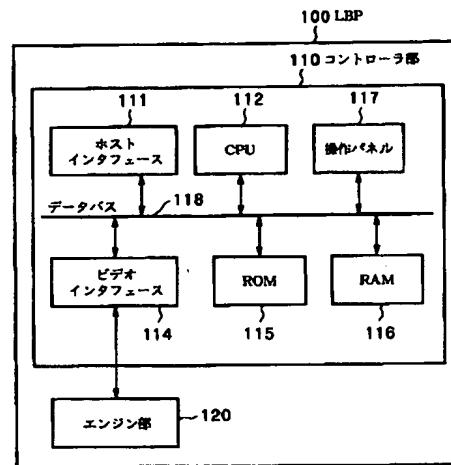 100 LBP
110 コントローラ部
111
112
117
ホスト
インタフェース
CPU
操作パネル
データバス
118
ビデオ
インタフェース
ROM
RAM
114
115
116
エンジン部
120